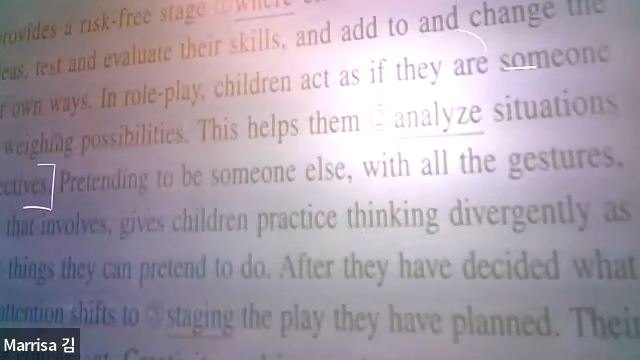 provides a risk-free stage ① where
ideas, test and evaluate their skills, and add to and change the
own ways. In role-play, children act as if they are someone
weighing possibilities. This helps them ② analyze situations
ectives.] Pretending to be someone else, with all the gestures,
that involves, gives children practice thinking divergently as
things they can pretend to do. After they have decided what
attention shifts to ③ staging the play they have planned. Their
Marrisa 김